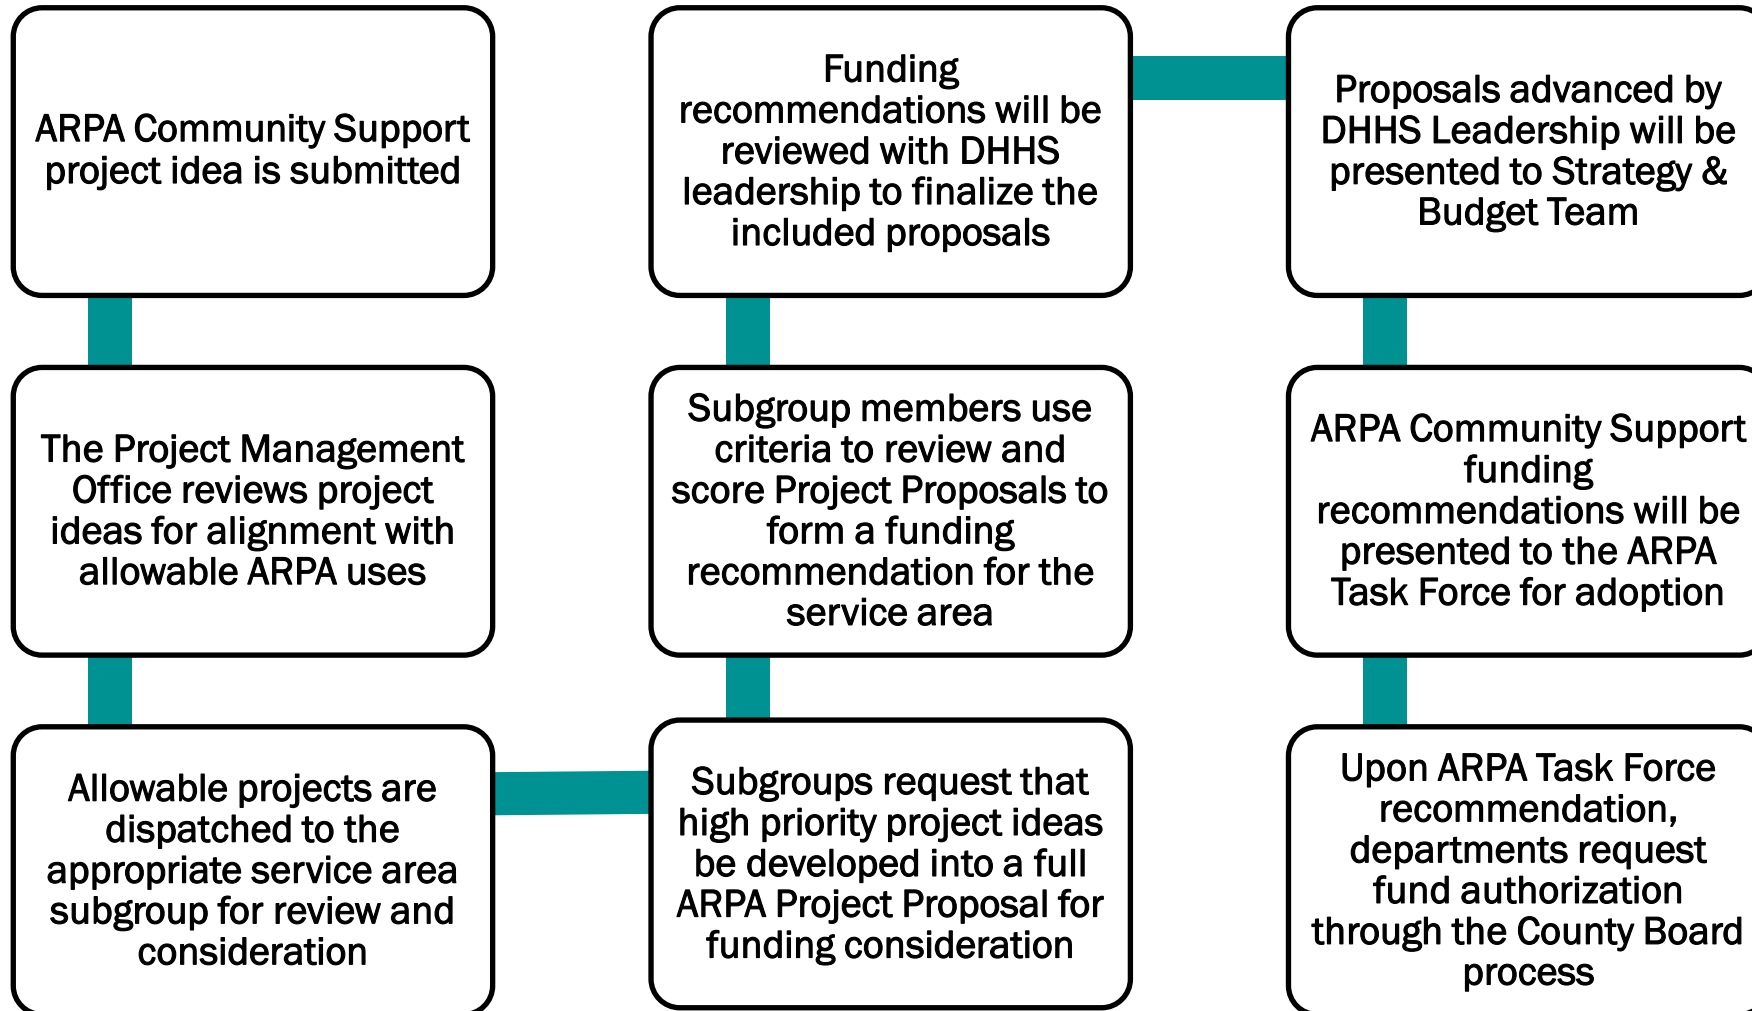 ARPA Community Support
project idea is submitted
The Project Management
Office reviews project
ideas for alignment with
allowable ARPA uses
Allowable projects are
dispatched to the
appropriate service area
subgroup for review and
consideration
Subgroups request that
high priority project ideas
be developed into a full
ARPA Project Proposal for
funding consideration
Subgroup members use
criteria to review and
score Project Proposals to
form a funding
recommendation for the
service area
Funding
recommendations will be
reviewed with DHHS
leadership to finalize the
included proposals
Proposals advanced by
DHHS Leadership will be
presented to Strategy &
Budget Team
ARPA Community Support
funding
recommendations will be
presented to the ARPA
Task Force for adoption
Upon ARPA Task Force
recommendation,
departments request
fund authorization
through the County Board
process